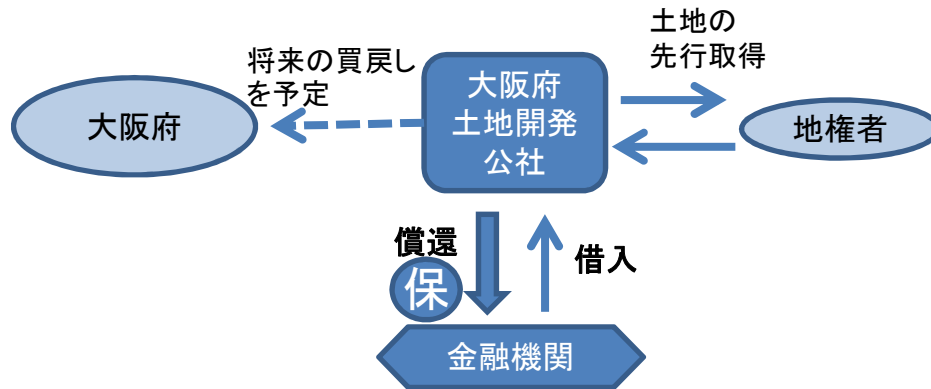 土地の
先行取得
将来の買戻し
を予定
大阪府
大阪府
土地開発
公社
地権者
償還
保
借入
金融機関